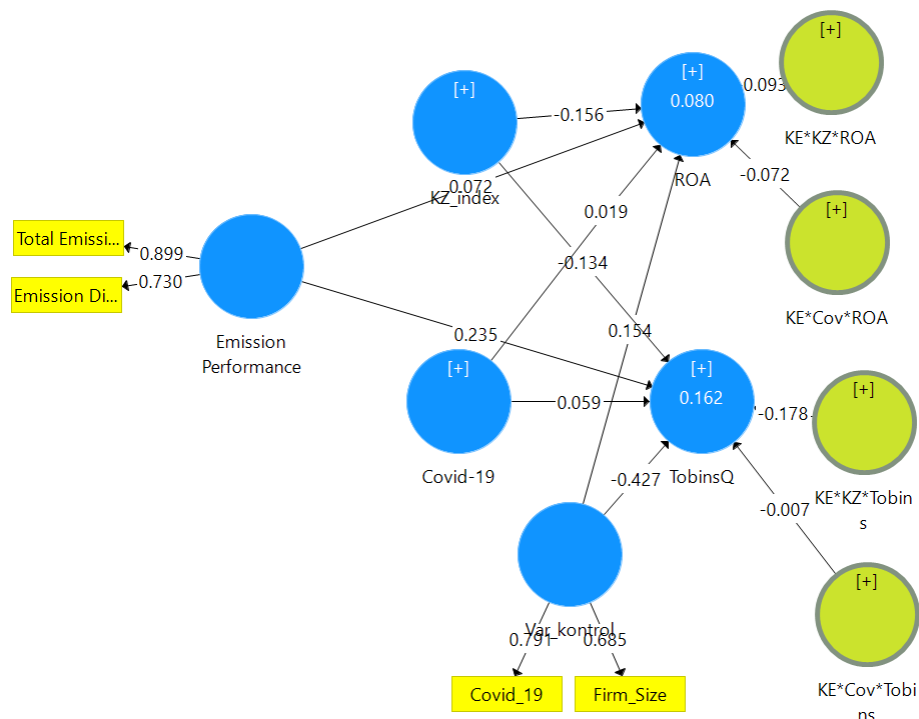 [+]
[+]
[+]
0.080
0.093
-0.156
KE*KZ*ROA
0.072
KZ_index
ROA
-0.072
[+]
0.019
Total Emissi...
0.899
-0.134
Emission Di...
0.730
KE*Cov*ROA
0.235
0.154
Emission
Performance
[+]
[+]
[+]
0.059
0.162
-0.178
Covid-19
-0.427
TobinsQ
KE*KZ*Tobin
s
-0.007
[+]
Var_kontrol
0.791
0.685
Covid_19
Firm_Size
KE*Cov*Tobi
ns